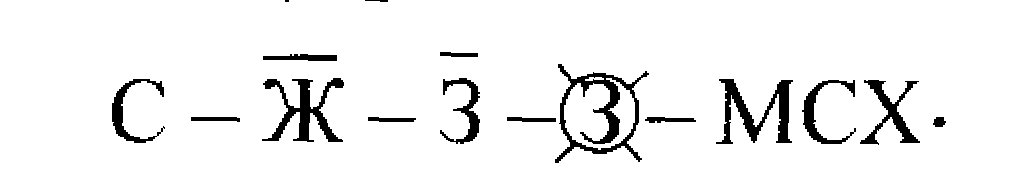 С – Ж – З – З – МСХ.